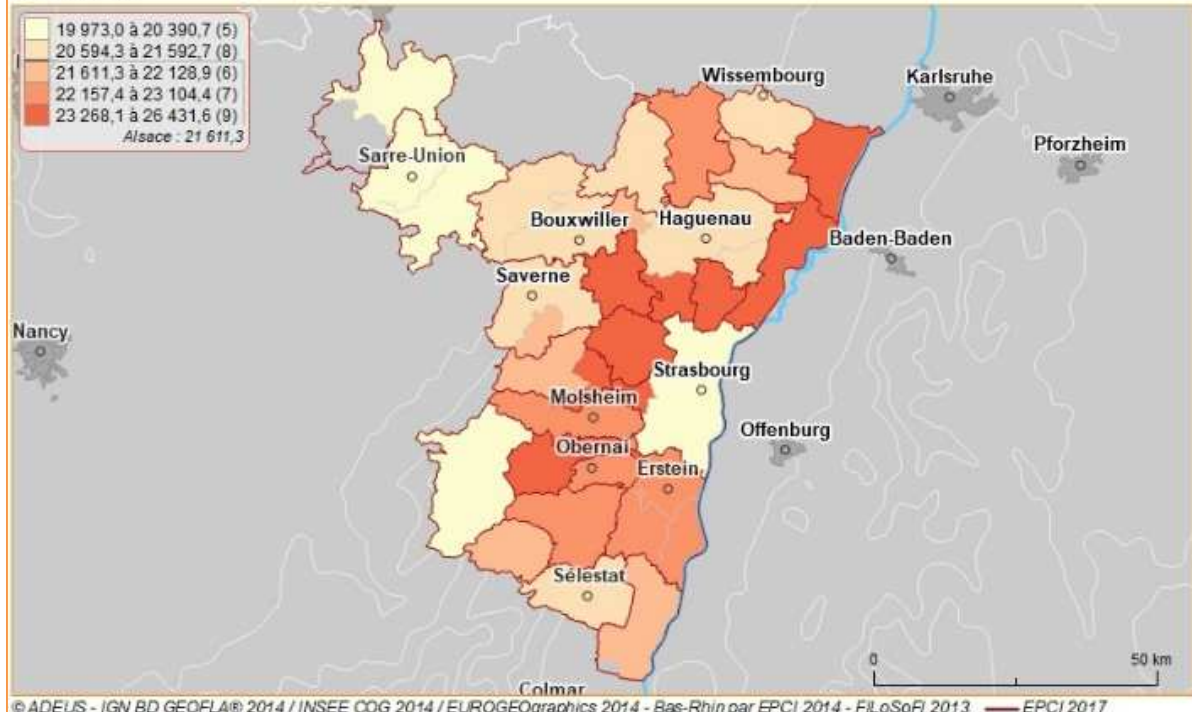 19 973,0 à 20 390,7 (5)
20 594,3 à 21 592,7 (8)
21 611,3 à 22 128,9 (6)
22 157,4 à 23 104,4 (7)
23 268,1 à 26 431,6 (9)
Alsace : 21 611,3
Wissembourg
Karlsruhe
Pforzheim
Sarre-Union
Bouxwiller
Haguenau
Baden-Baden
Saverne
Nancy
Strasbourg
Molsheim
Offenburg
Obernai
Erstein
Sélestat
Colmar
0
50 km
© ADEUS - IGN BD GEOFLA® 2014 / INSEE COG 2014 / EUROGEOgraphics 2014 - Bas-Rhin par EPCI 2014 - FiLoSoFi 2013
EPCI 2017